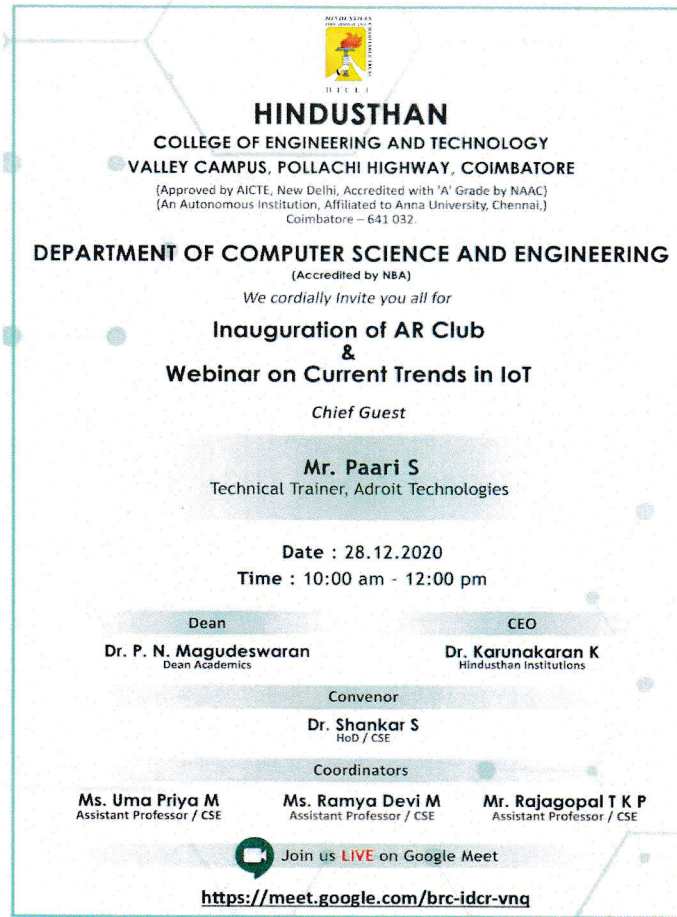 HINDUSTHAN
COLLEGE OF ENGINEERING AND TECHNOLOGY
VALLEY CAMPUS, POLLACHI HIGHWAY, COIMBATORE
(Approved by AICTE, New Delhi, Accredited with 'A' Grade by NAAC)
(An Autonomous Institution, Affiliated to Anna University, Chennai,)
Coimbatore – 641 032.
DEPARTMENT OF COMPUTER SCIENCE AND ENGINEERING
(Accredited by NBA)
We cordially Invite you all for
Inauguration of AR Club
&
Webinar on Current Trends in IoT
Chief Guest
Mr. Paari S
Technical Trainer, Adroit Technologies
Date : 28.12.2020
Time : 10:00 am - 12:00 pm
Dean CEO
Dr. P. N. Magudeswaran Dr. Karunakaran K
Dean Academics Hindusthan Institutions
Convenor
Dr. Shankar S
HoD / CSE
Coordinators
Ms. Uma Priya M Ms. Ramya Devi M Mr. Rajagopal T K P
Assistant Professor / CSE Assistant Professor / CSE Assistant Professor / CSE
Join us LIVE on Google Meet
https://meet.google.com/brc-idcr-vnq